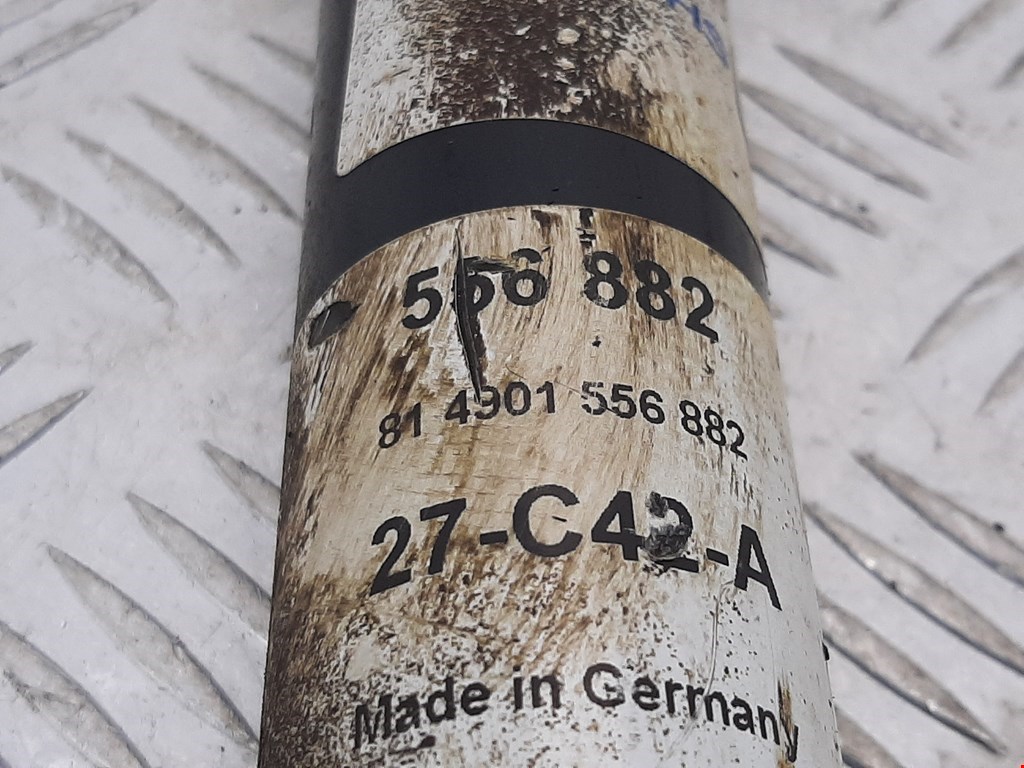 556 882
81 4901 556 882
27-C42-A
Made in Germany